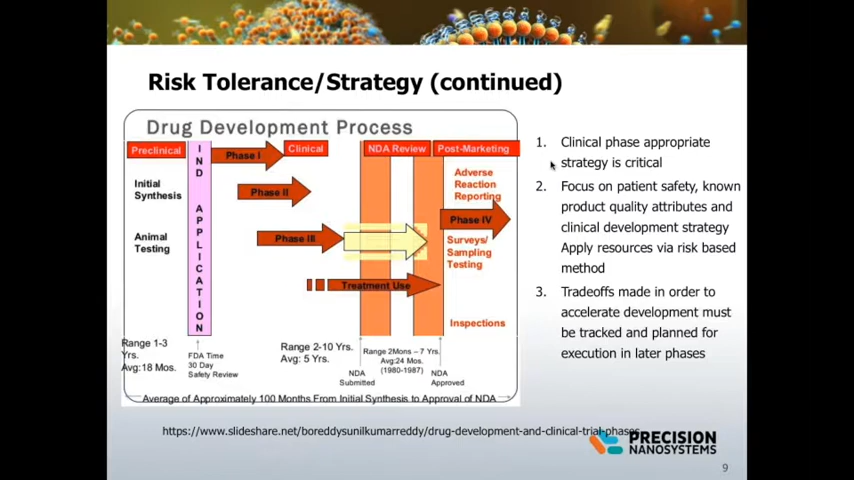 Risk Tolerance/Strategy (continued)
Drug Development Process
Preclinical
IND APPLICATION
Clinical
NDA Review
Post-Marketing
Phase I
Initial
Synthesis
Phase II
Adverse
Reaction
Reporting
Phase IV
Animal
Testing
Phase III
Surveys/
Sampling
Testing
Treatment Use
Inspections
Range 1-3
Yrs.
Avg:18 Mos.
FDA Time
30 Day
Safety Review
Range 2-10 Yrs.
Avg: 5 Yrs.
Range 2Mons – 7 Yrs.
Avg:24 Mos.
(1980-1987)
NDA
Submitted
NDA
Approved
Average of Approximately 100 Months From Initial Synthesis to Approval of NDA
1. Clinical phase appropriate
strategy is critical
2. Focus on patient safety, known
product quality attributes and
clinical development strategy
Apply resources via risk based
method
3. Tradeoffs made in order to
accelerate development must
be tracked and planned for
execution in later phases
https://www.slideshare.net/boreddysunilkumarreddy/drug-development-and-clinical-trial-phases
PRECISION
NANOSYSTEMS
9